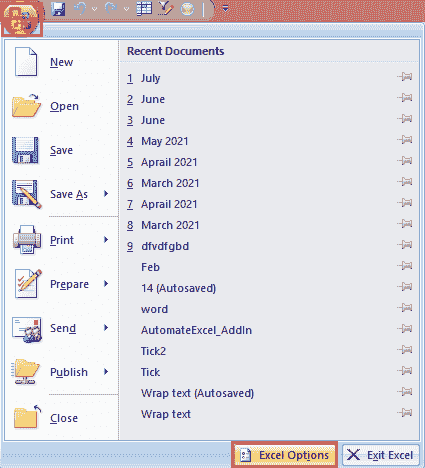 Recent Documents
New
Open
Save
Save As
Print
Prepare
Send
Publish
Close
1 July
2 June
3 June
4 May 2021
5 Aprail 2021
6 March 2021
7 Aprail 2021
8 March 2021
9 dfvdfgbd
Feb
14 (Autosaved)
word
AutomateExcel_AddIn
Tick2
Tick
Wrap text (Autosaved)
Wrap text
Excel Options
Exit Excel